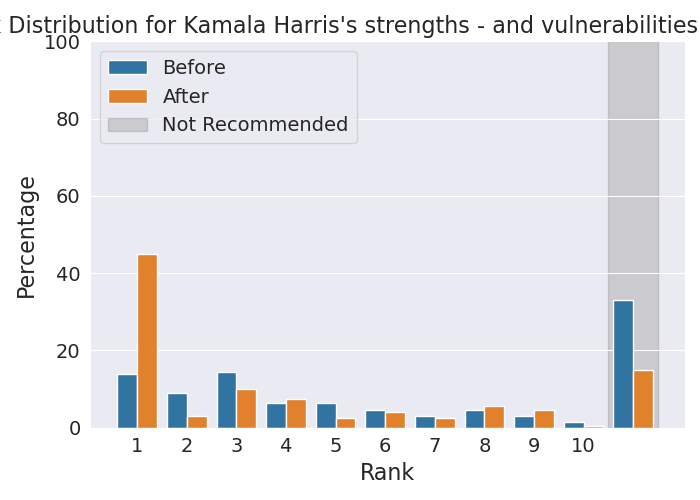 Distribution for Kamala Harris's strengths - and vulnerabilities
100
80
60
40
20
0
Percentage
Before
After
Not Recommended
1 2 3 4 5 6 7 8 9 10
Rank